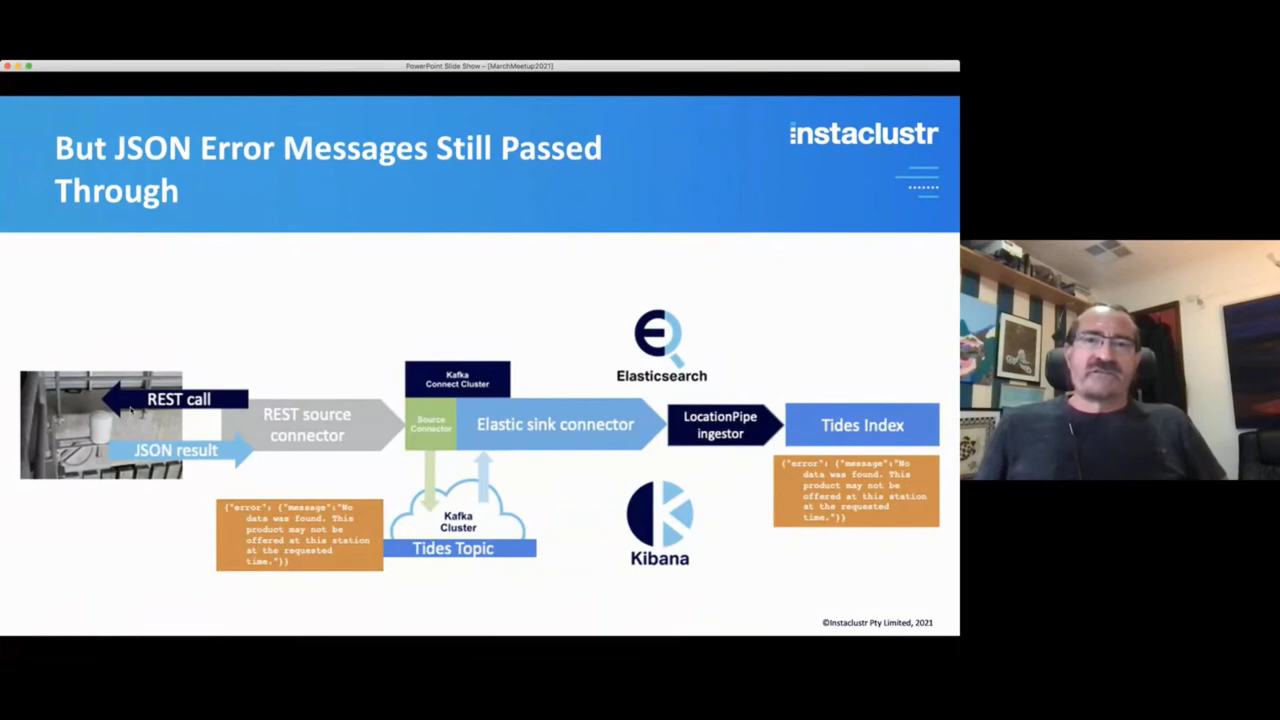 PowerPoint Slide Show - [MarchMeetup2021]
But JSON Error Messages Still Passed
Through
instaclustr
Elasticsearch
Kafka
Connect Cluster
REST call
JSON result
REST source
connector
Source
Connector
Elastic sink connector
LocationPipe
ingestor
Tides Index
{"error": {"message":"No
data was found. This
product may not be
offered at this station
at the requested
time."}}
Kafka
Cluster
Tides Topic
Kibana
{"error": {"message":"No
data was found. This
product may not be
offered at this station
at the requested
time."}}
©Instaclustr Pty Limited, 2021